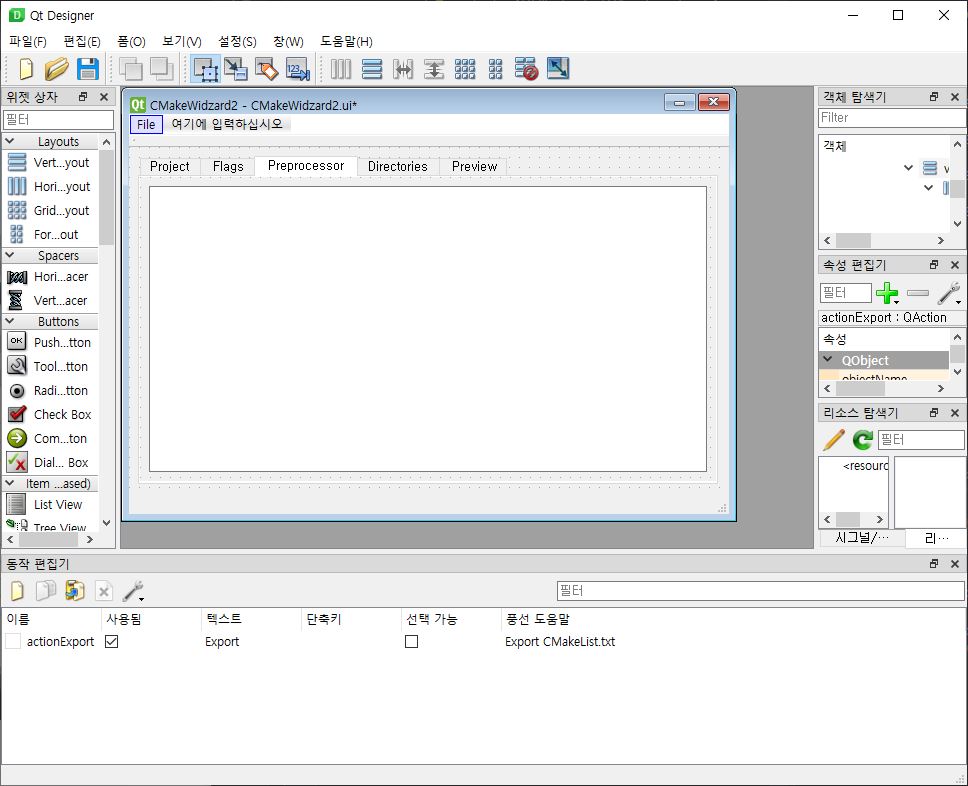 Qt Designer
파일(F) 편집(E) 폼(O) 보기(V) 설정(S) 창(W) 도움말(H)
위젯 상자
필터
Layouts
Vert...yout
Hori...yout
Grid...yout
For...out
Spacers
Hori...acer
Vert...acer
Buttons
OK Push...tton
Tool...tton
Radi...tton
Check Box
Com...ton
Dial... Box
Item ...ased)
List View
Tree View
Qt CMakeWidzard2 - CMakeWidzard2.ui*
File 여기에 입력하십시오
Project Flags Preprocessor Directories Preview
객체 탐색기
Filter
객체
v
속성 편집기
필터
actionExport : QAction
속성
QObject
objectName
리소스 탐색기
필터
<resourc
시그널/... 리...
동작 편집기
필터
이름 사용됨 텍스트 단축키 선택 가능 풍선 도움말
actionExport Export Export CMakeList.txt